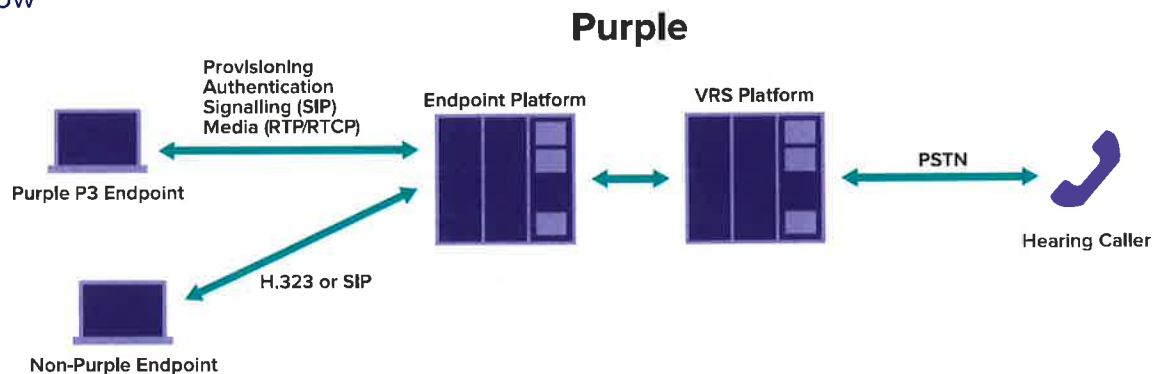 Purple
Provisioning
Authentication
Signalling (SIP)
Media (RTP/RTCP)
Endpoint Platform
VRS Platform
PSTN
Purple P3 Endpoint
Hearing Caller
H.323 or SIP
Non-Purple Endpoint